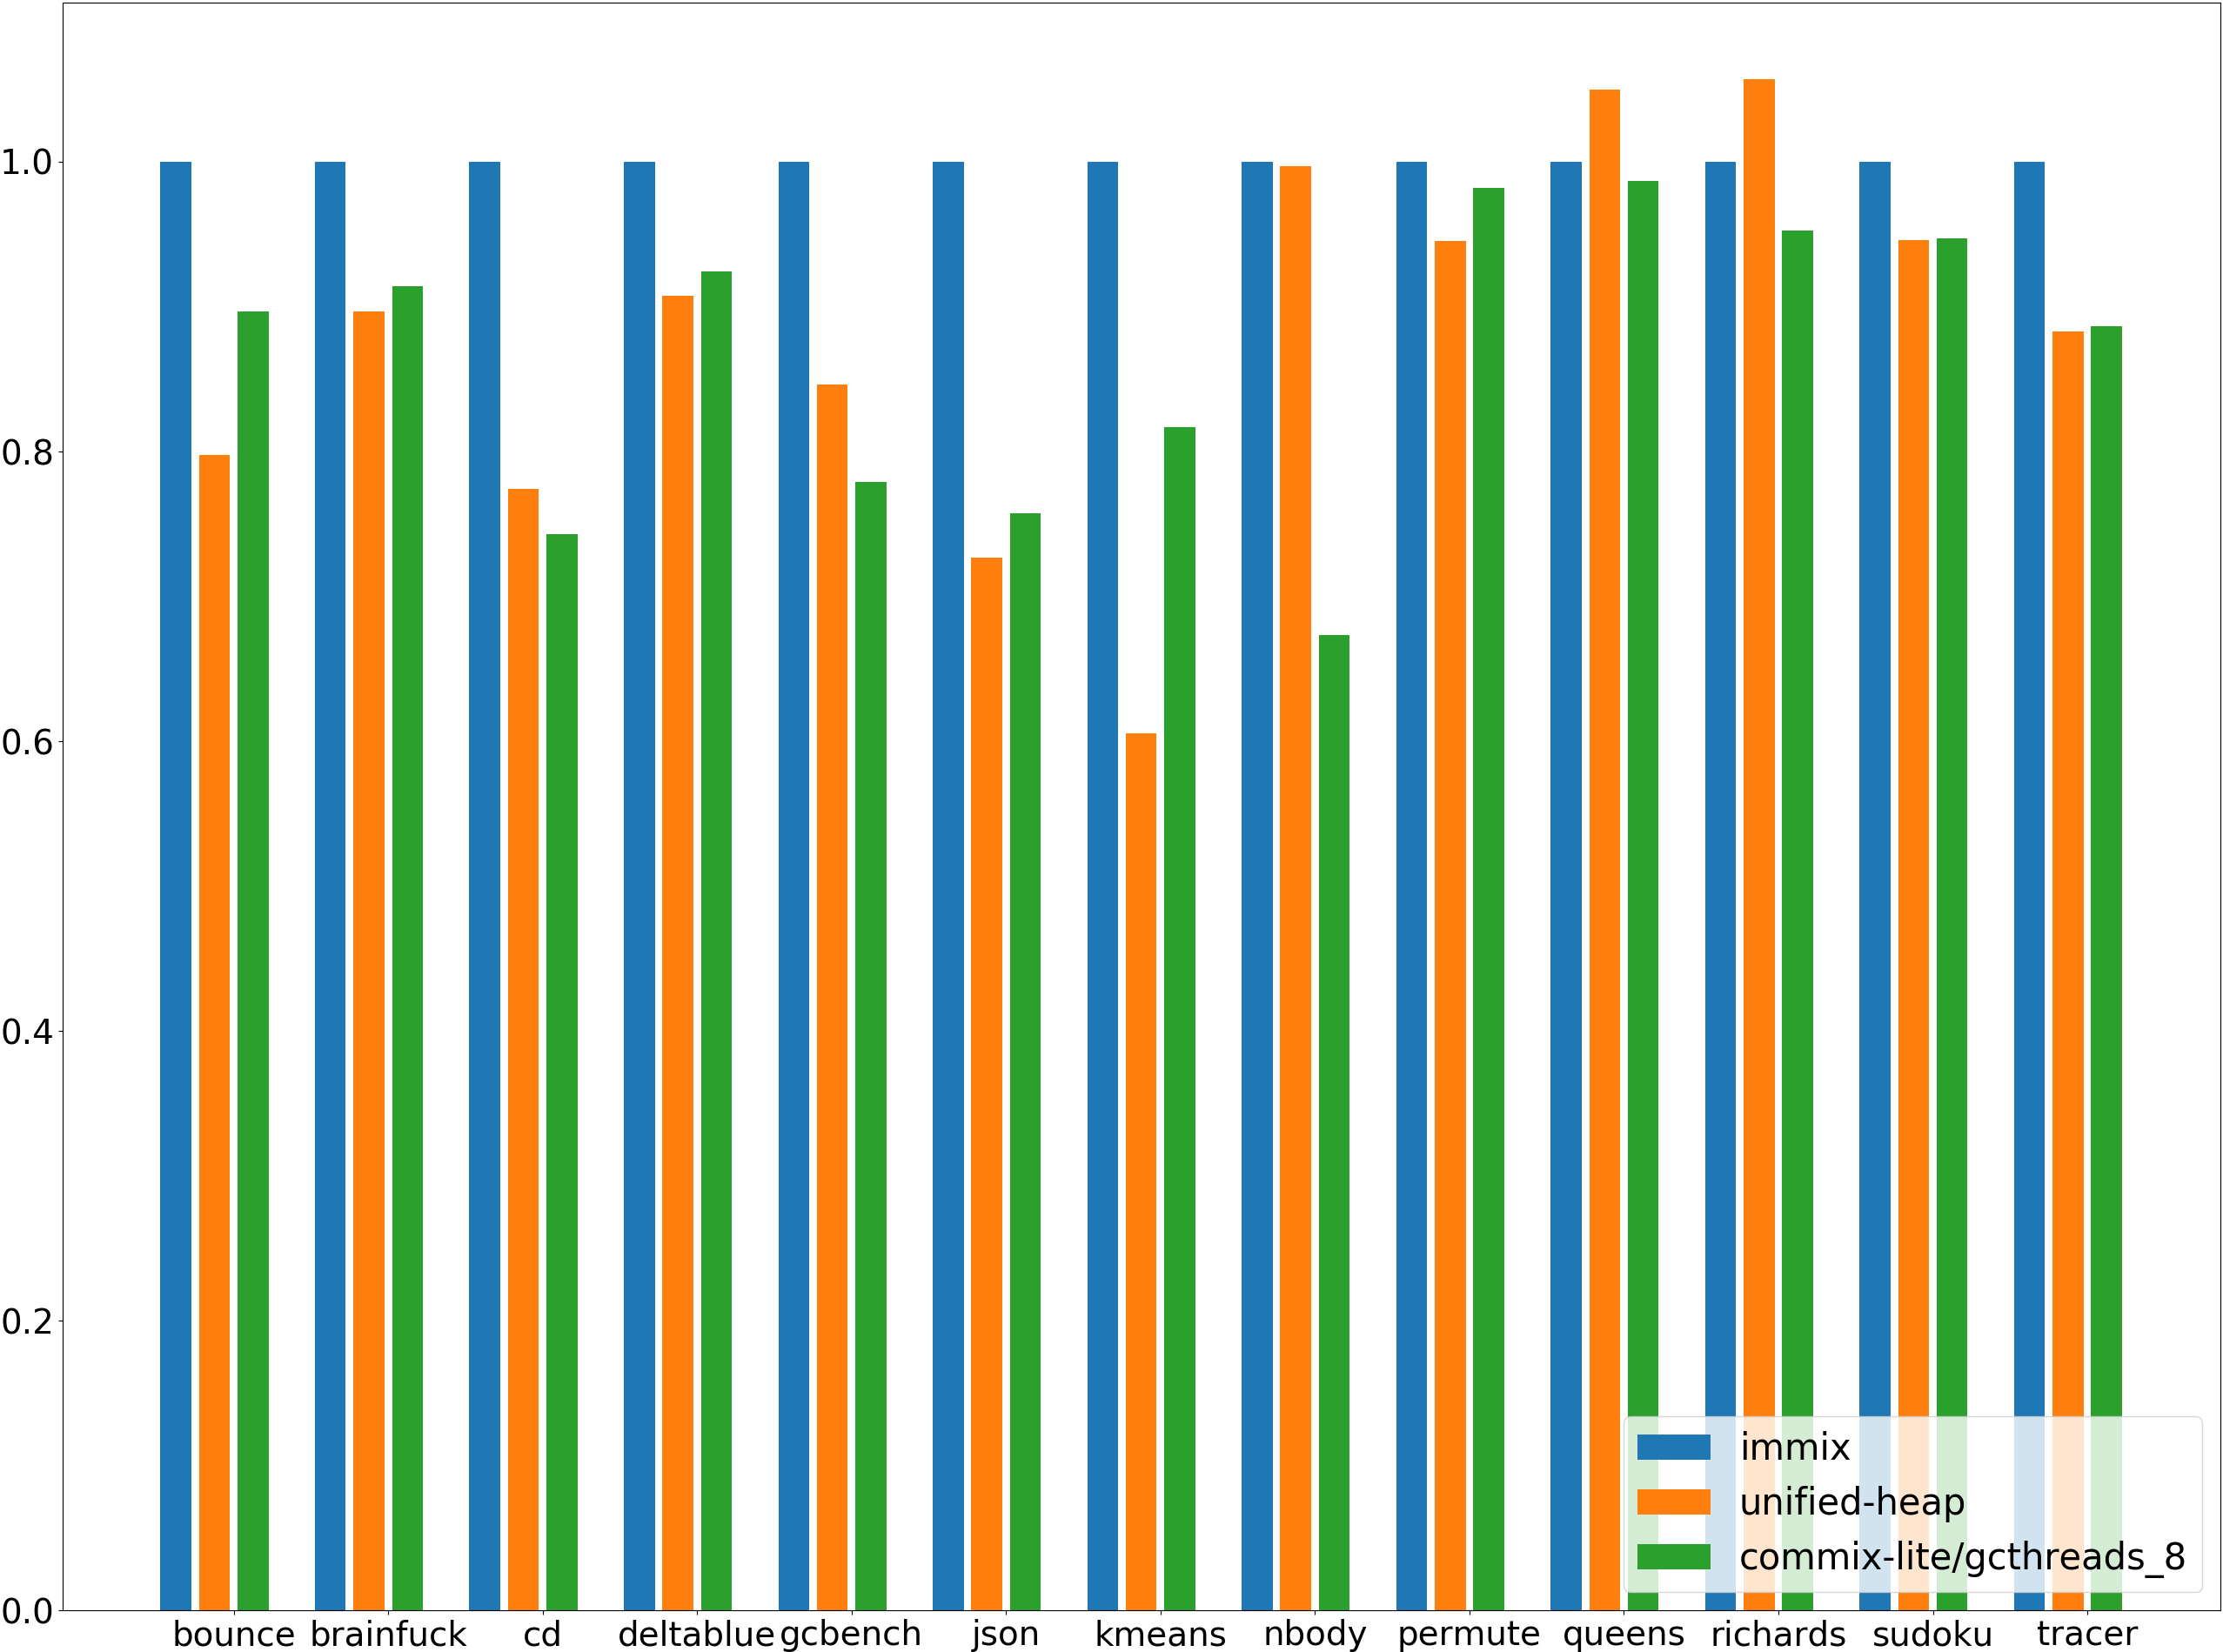 1.0
0.8
0.6
0.4
0.2
0.0
bounce brainfuck cd deltablue gcbench json kmeans nbody permute queens richards sudoku tracer
immix
unified-heap
commix-lite/gcthreads_8